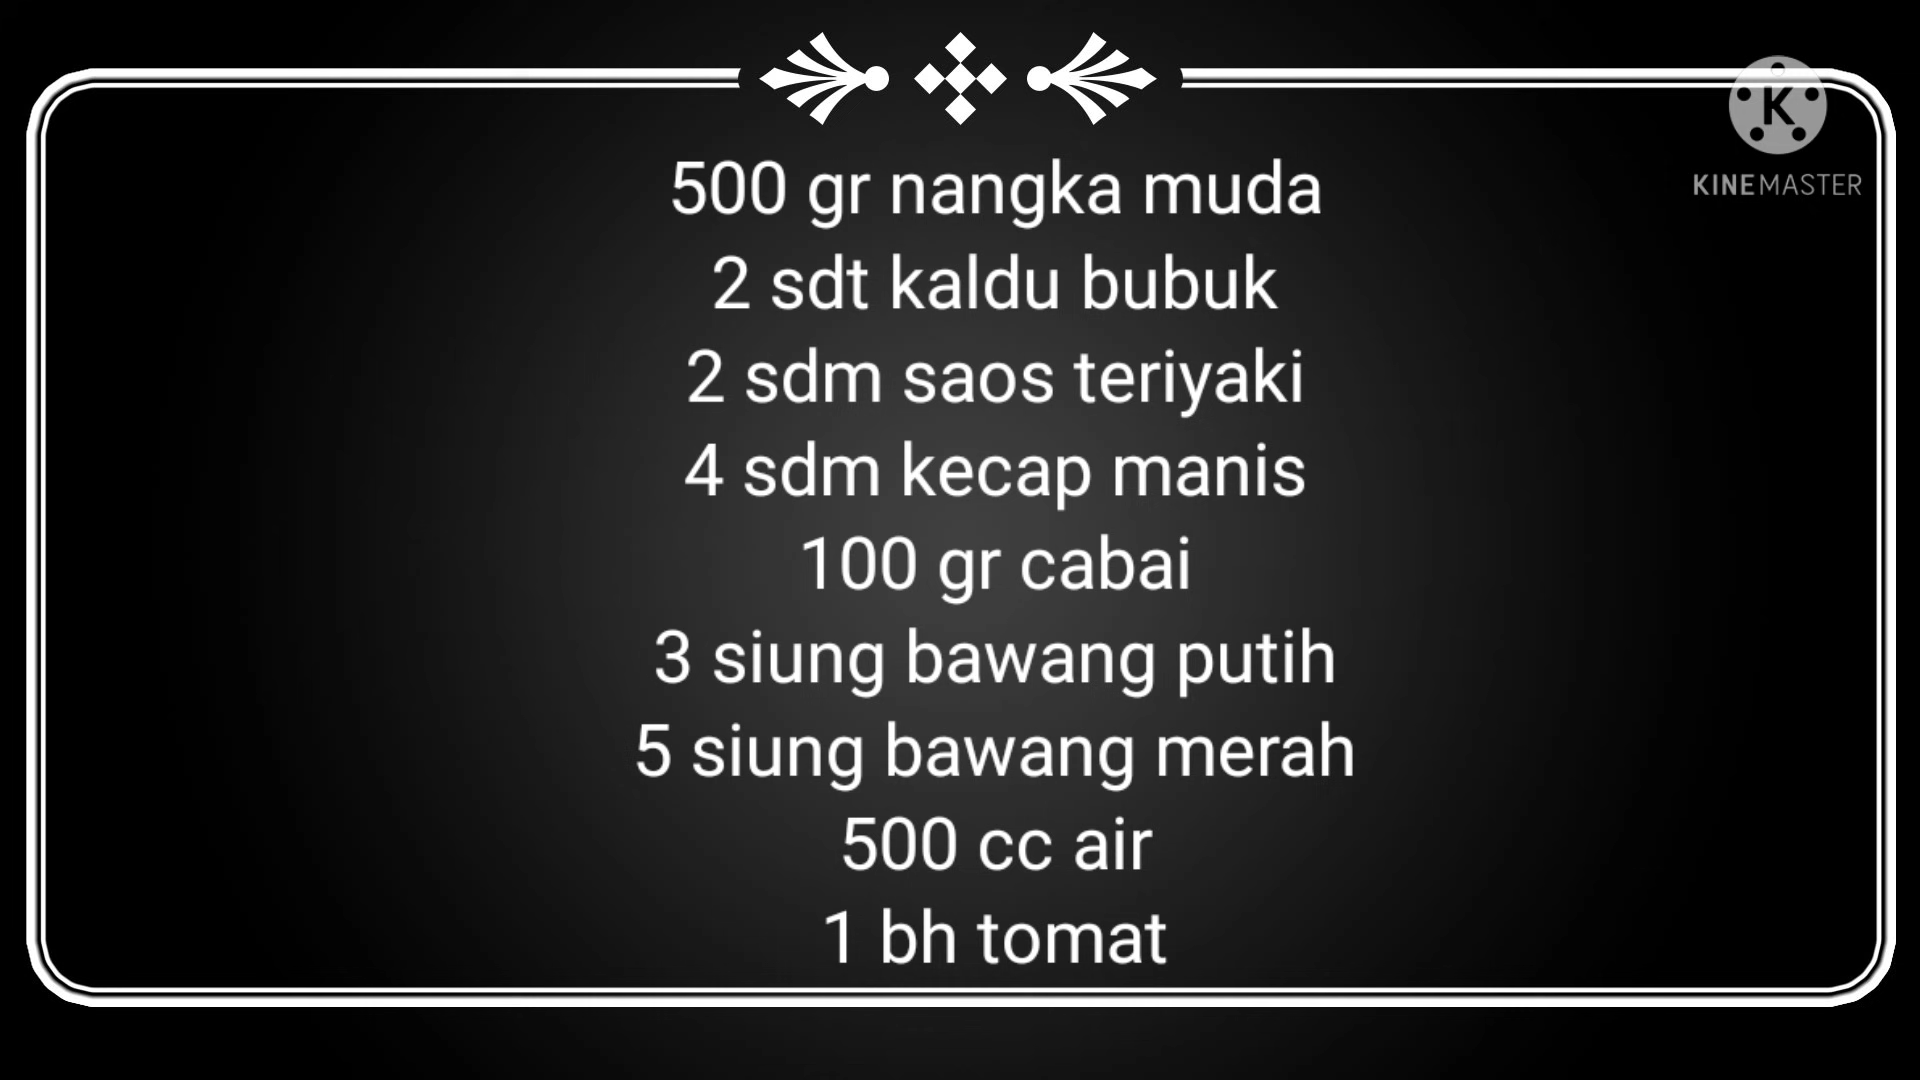 K
KINEMASTER
500 gr nangka muda
2 sdt kaldu bubuk
2 sdm saos teriyaki
4 sdm kecap manis
100 gr cabai
3 siung bawang putih
5 siung bawang merah
500 cc air
1 bh tomat